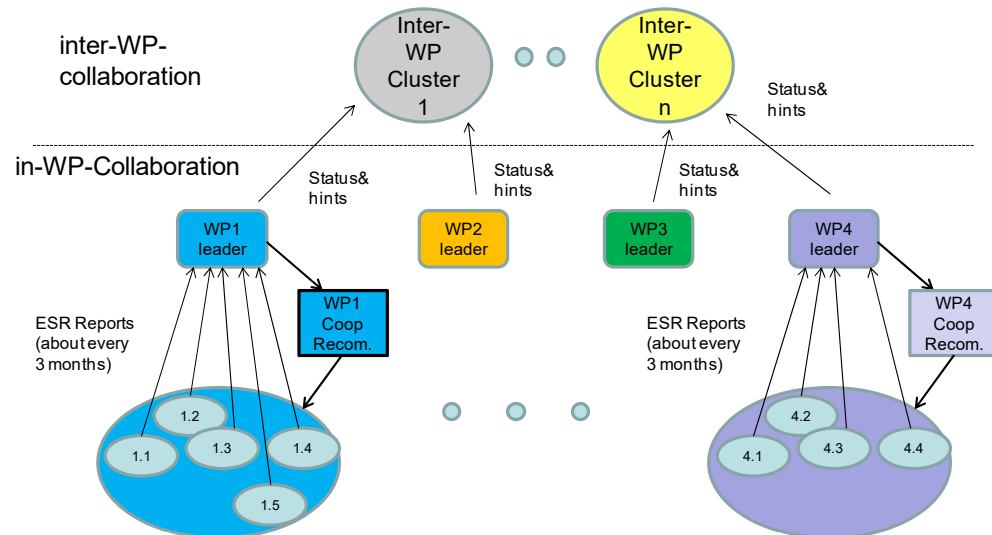 inter-WP-
collaboration
Inter-
WP
Cluster
1
Inter-
WP
Cluster
n
Status&
hints
in-WP-Collaboration
Status&
hints
Status&
hints
Status&
hints
WP1
leader
WP2
leader
WP3
leader
WP4
leader
WP1
Coop
Recom.
WP4
Coop
Recom.
ESR Reports
(about every
3 months)
ESR Reports
(about every
3 months)
1.2
1.1
1.3
1.4
1.5
4.2
4.1
4.3
4.4